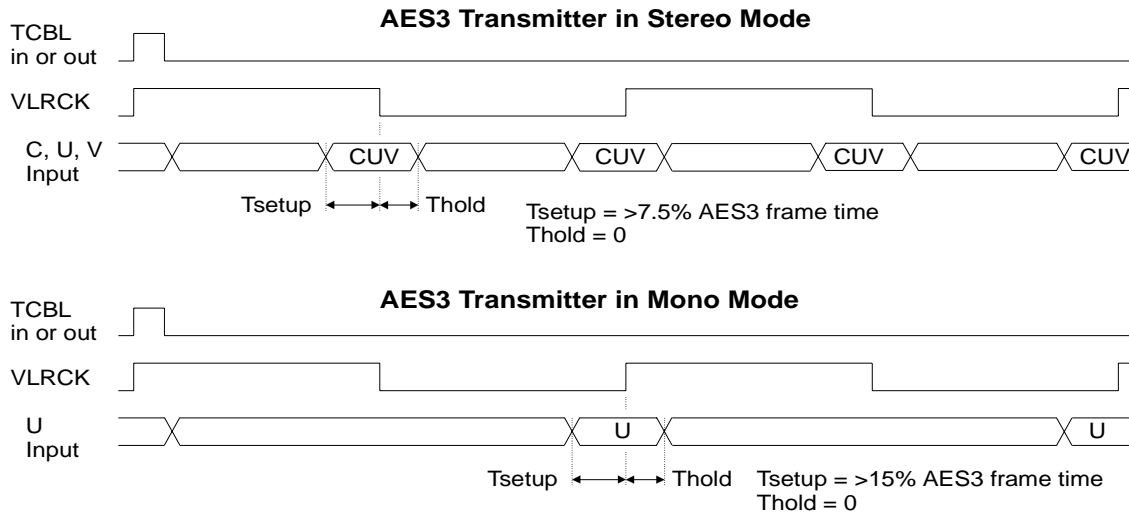 AES3 Transmitter in Stereo Mode
TCBL
in or out
VLRCK
C, U, V
Input
CUV CUV CUV CUV
Tsetup Thold
Tsetup = >7.5% AES3 frame time
Thold = 0
AES3 Transmitter in Mono Mode
TCBL
in or out
VLRCK
U
Input
U U
Tsetup Thold
Tsetup = >15% AES3 frame time
Thold = 0